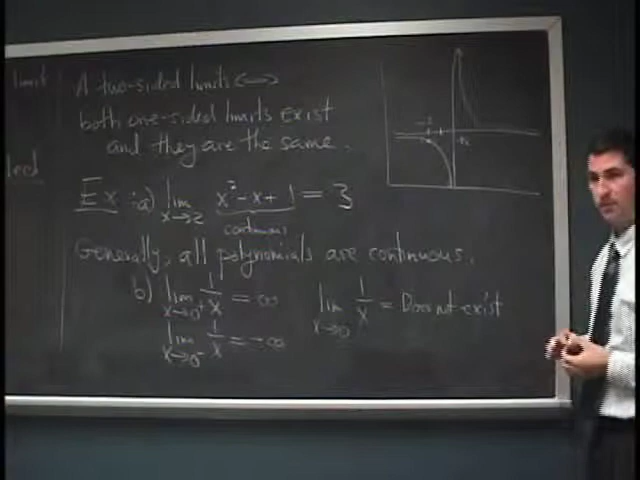 limit
A two-sided limits <=>
both one-sided limits exist
and they are the same.
Ex: a) lim x→2 x² - x + 1 = 3
continuous
Generally, all polynomials are continuous.
b) lim x→0⁺ 1/x = ∞
lim x→0 1/x = Does not exist
lim x→0⁻ 1/x = -∞